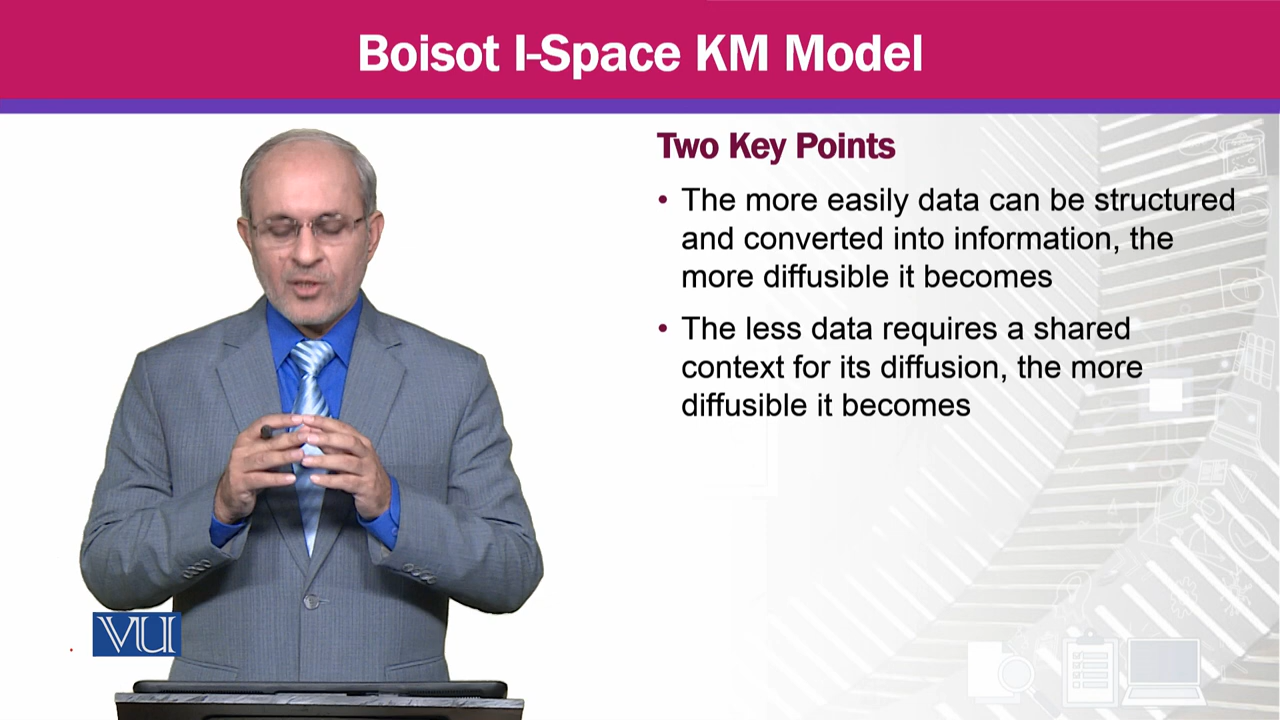 Boisot I-Space KM Model
Two Key Points
• The more easily data can be structured
and converted into information, the
more diffusible it becomes
• The less data requires a shared
context for its diffusion, the more
diffusible it becomes
VU